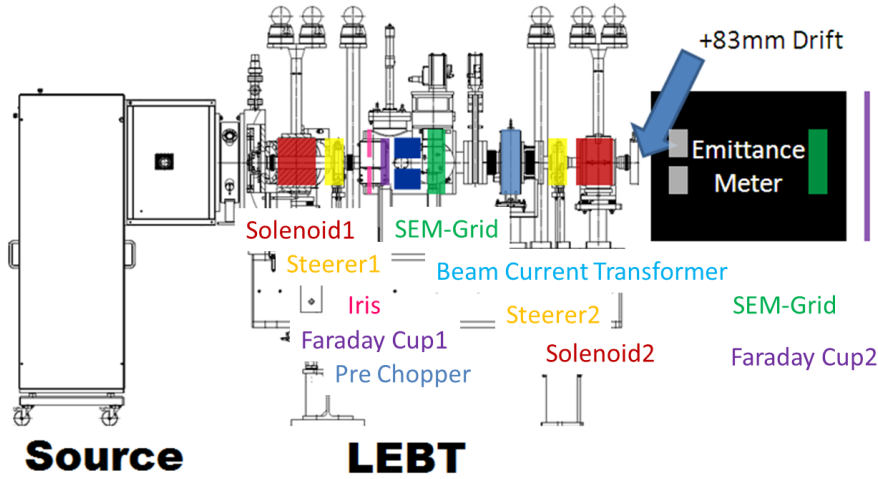 +83mm Drift
Emittance
Meter
Solenoid1
SEM-Grid
Steerer1
Beam Current Transformer
Iris
SEM-Grid
Steerer2
Faraday Cup1
Solenoid2
Faraday Cup2
Pre Chopper
Source
LEBT